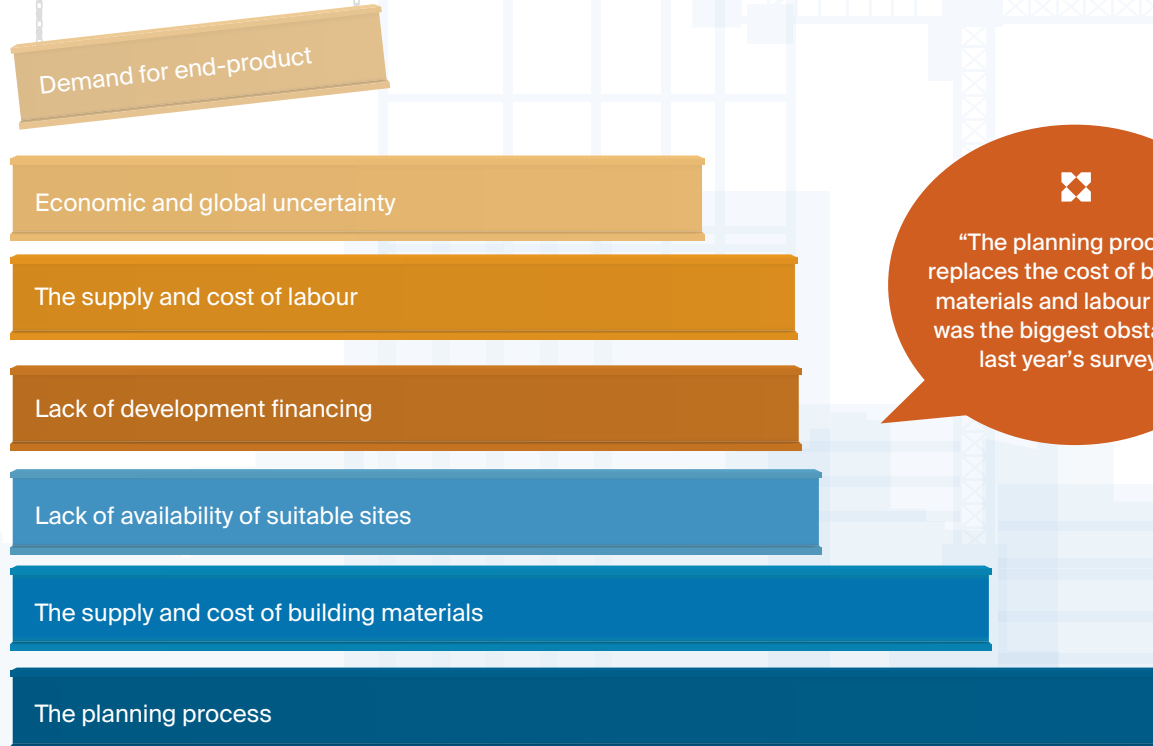 Demand for end-product
Economic and global uncertainty
The supply and cost of labour
Lack of development financing
Lack of availability of suitable sites
The supply and cost of building materials
The planning process
“The planning
replaces the cost of
materials and labour
was the biggest
last year’s survey